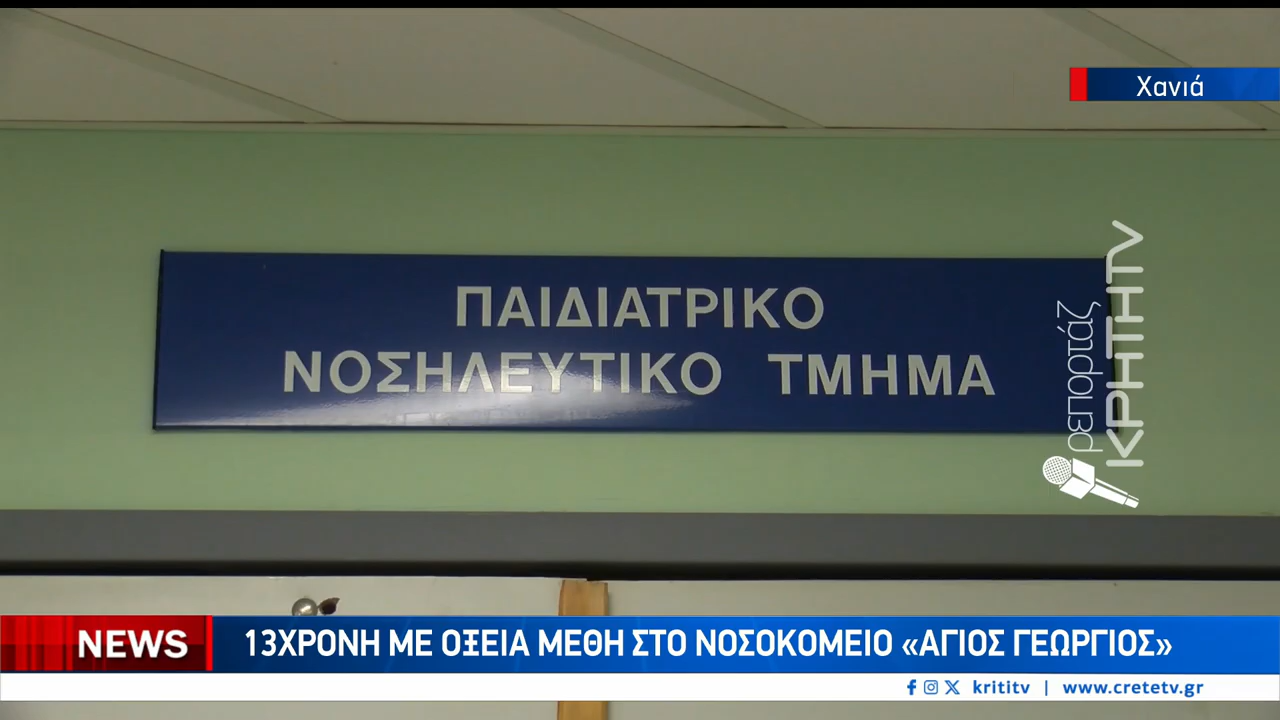 Χανιά
ΠΑΙΔΙΑΤΡΙΚΟ
ΝΟΣΗΛΕΥΤΙΚΟ ΤΜΗΜΑ
ρεπορτάζ
ΚΡΗΤΗTV
NEWS
13ΧΡΟΝΗ ΜΕ ΟΞΕΙΑ ΜΕΘΗ ΣΤΟ ΝΟΣΟΚΟΜΕΙΟ «ΑΓΙΟΣ ΓΕΩΡΓΙΟΣ»
krititv | www.cretetv.gr